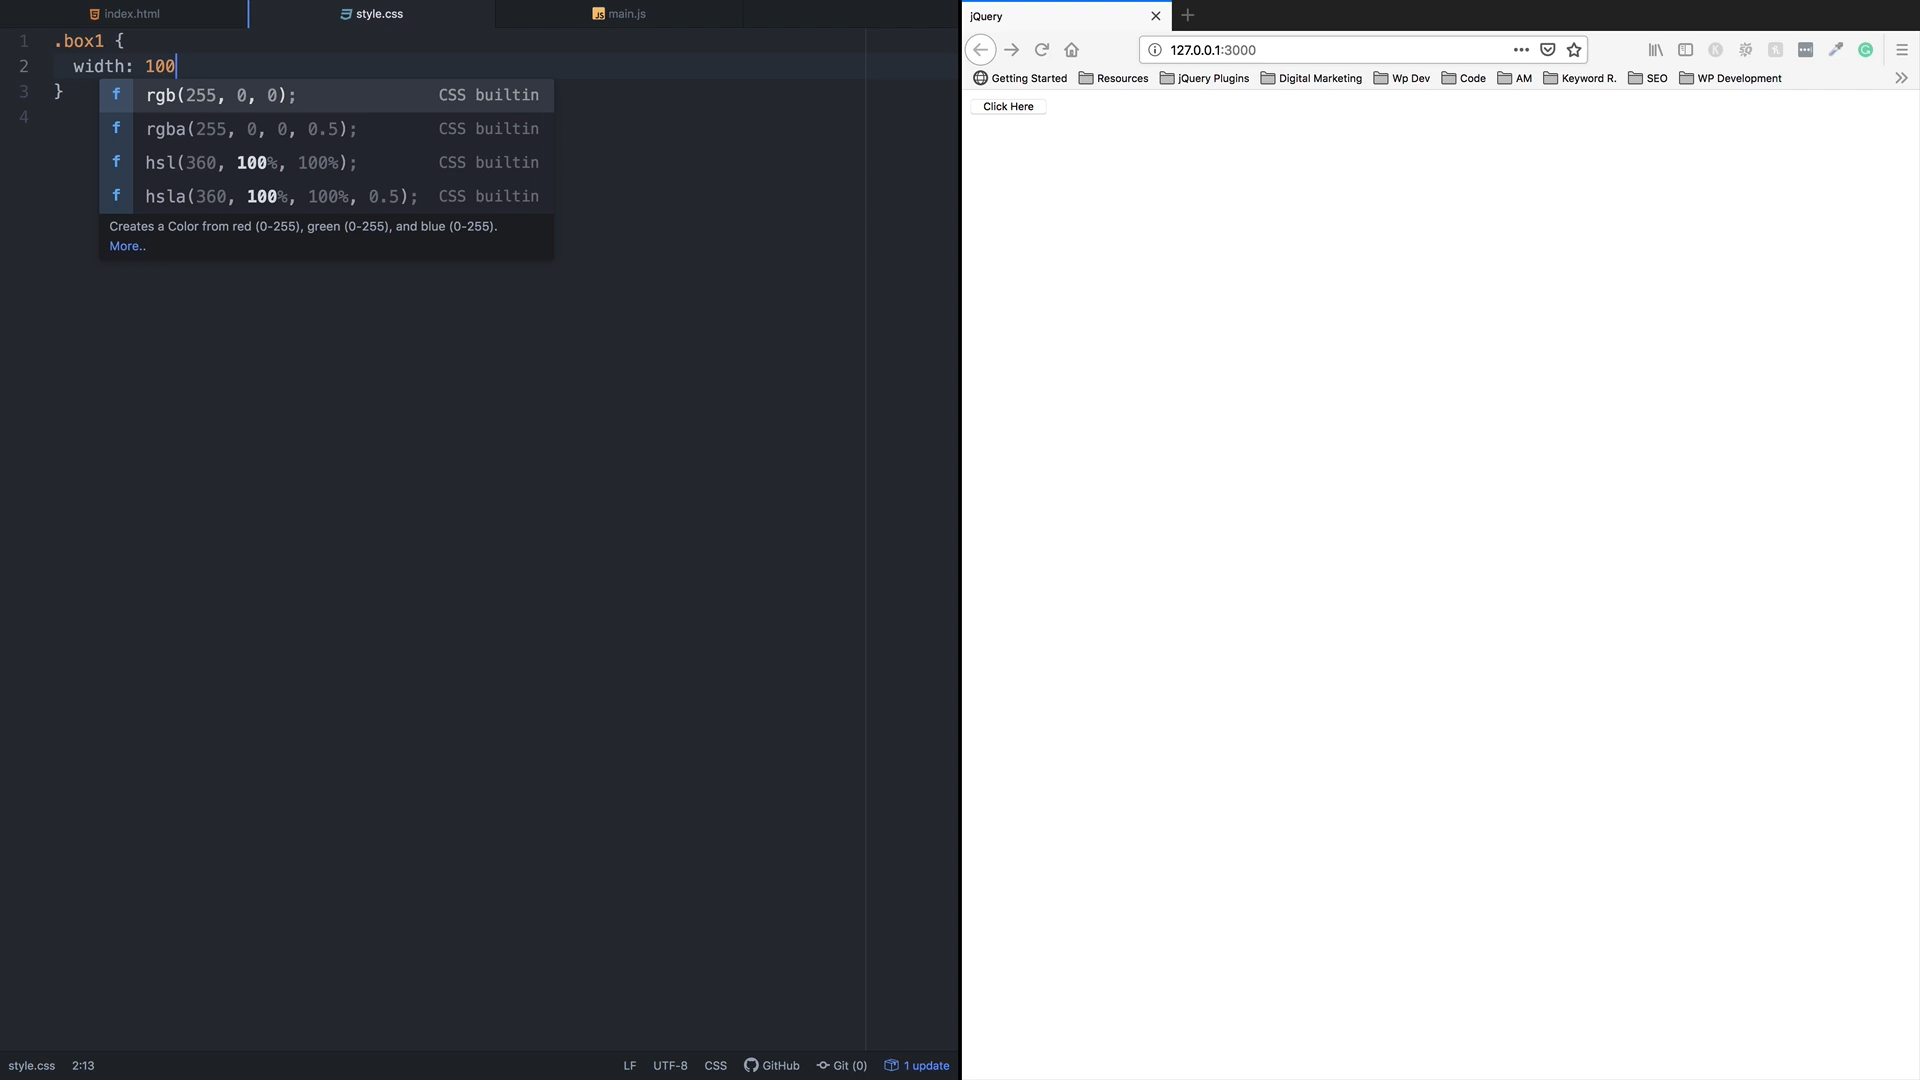 index.html
style.css
main.js
1 .box1 {
2 width: 100
3 }
4
f rgb(255, 0, 0); CSS builtin
f rgba(255, 0, 0, 0.5); CSS builtin
f hsl(360, 100%, 100%); CSS builtin
f hsla(360, 100%, 100%, 0.5); CSS builtin
Creates a Color from red (0-255), green (0-255), and blue (0-255).
More..
style.css 2:13 LF UTF-8 CSS GitHub Git (0) 1 update
jQuery
127.0.0.1:3000
Getting Started Resources jQuery Plugins Digital Marketing Wp Dev Code AM Keyword R. SEO WP Development
Click Here